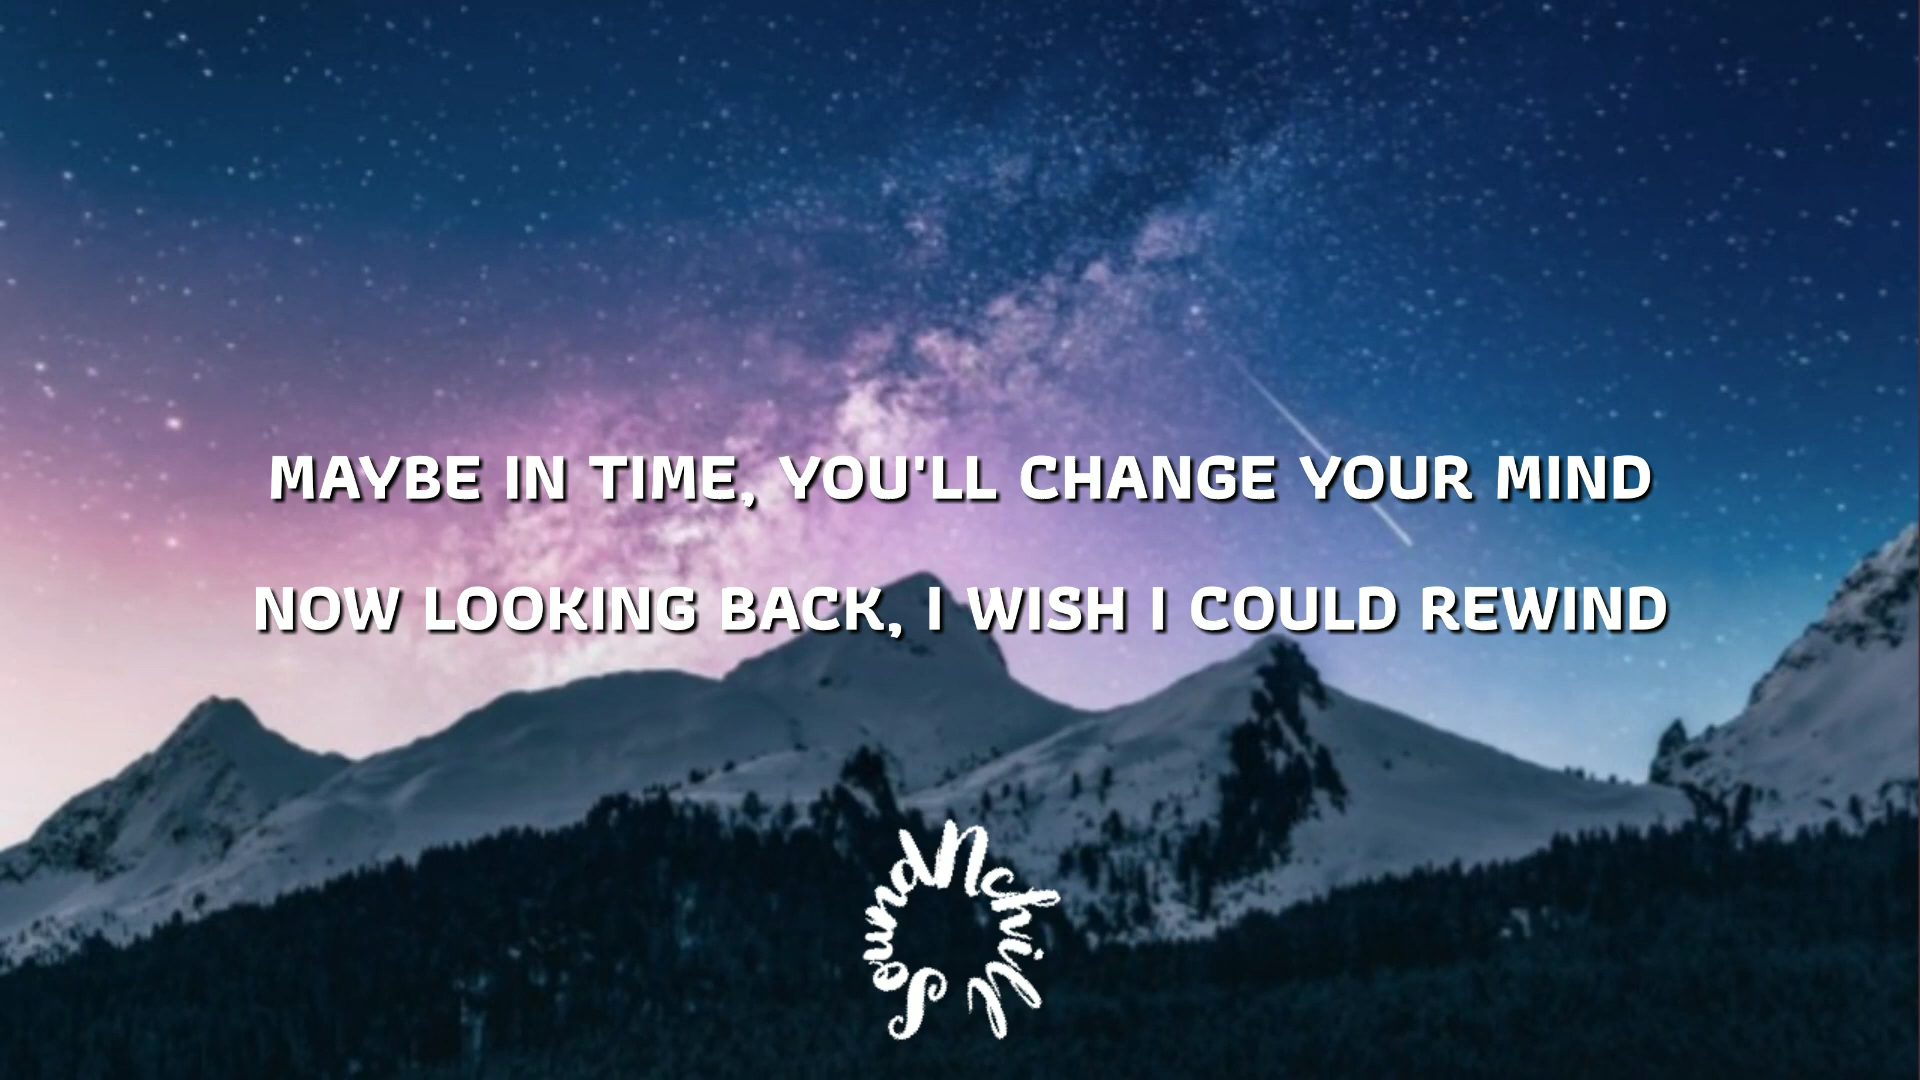 MAYBE IN TIME, YOU'LL CHANGE YOUR MIND
NOW LOOKING BACK, I WISH I COULD REWIND
SoundNchill